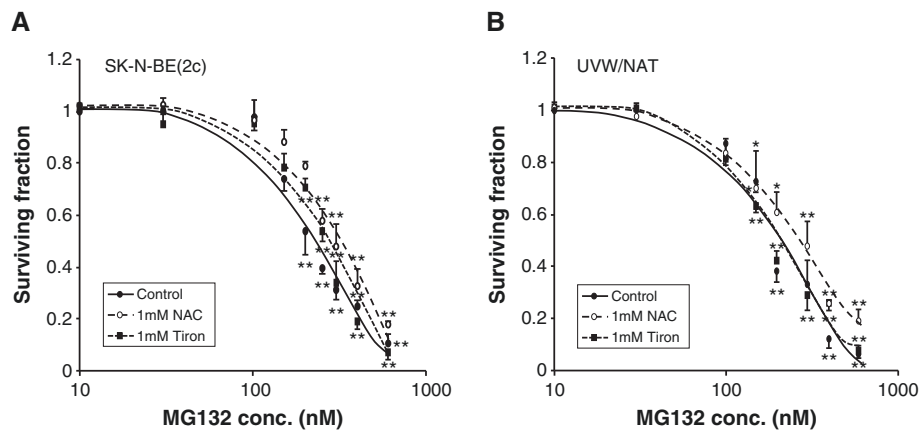 A
SK-N-BE(2c)
Surviving fraction
1.2
1
0.8
0.6
0.4
0.2
0
** ** **
** ** **
** ** **
** ** **
**
Control
1mM NAC
1mM Tiron
10
100
1000
MG132 conc. (nM)
B
UVW/NAT
Surviving fraction
1.2
1
0.8
0.6
0.4
0.2
0
*
*
** **
** ** **
** ** **
** **
Control
1mM NAC
1mM Tiron
10
100
1000
MG132 conc. (nM)